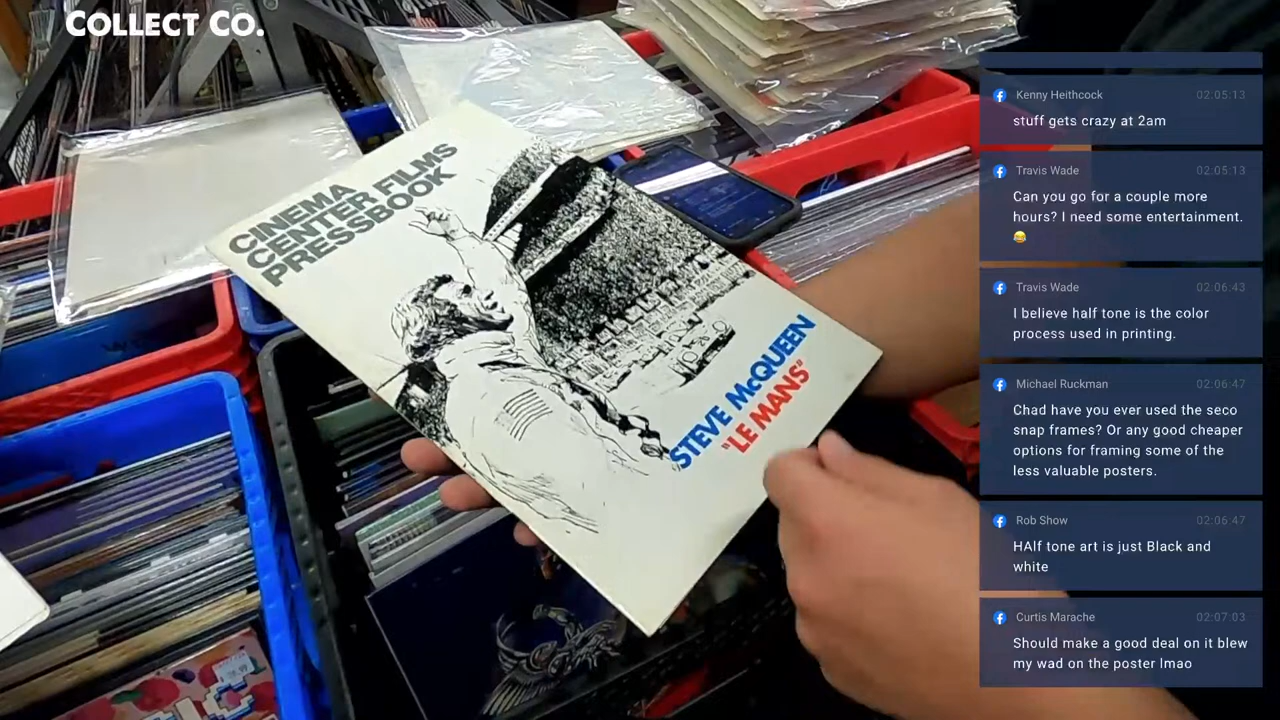 COLLECT CO.
CINEMA
CENTER FILMS
PRESSBOOK
STEVE McQUEEN
"LE MANS"
Kenny Heithcock 02:05:13
stuff gets crazy at 2am
Travis Wade 02:05:13
Can you go for a couple more
hours? I need some entertainment.
😂
Travis Wade 02:06:43
I believe half tone is the color
process used in printing.
Michael Ruckman 02:06:47
Chad have you ever used the seco
snap frames? Or any good cheaper
options for framing some of the
less valuable posters.
Rob Show 02:06:47
HAlf tone art is just Black and
white
Curtis Marache 02:07:03
Should make a good deal on it blew
my wad on the poster lmao